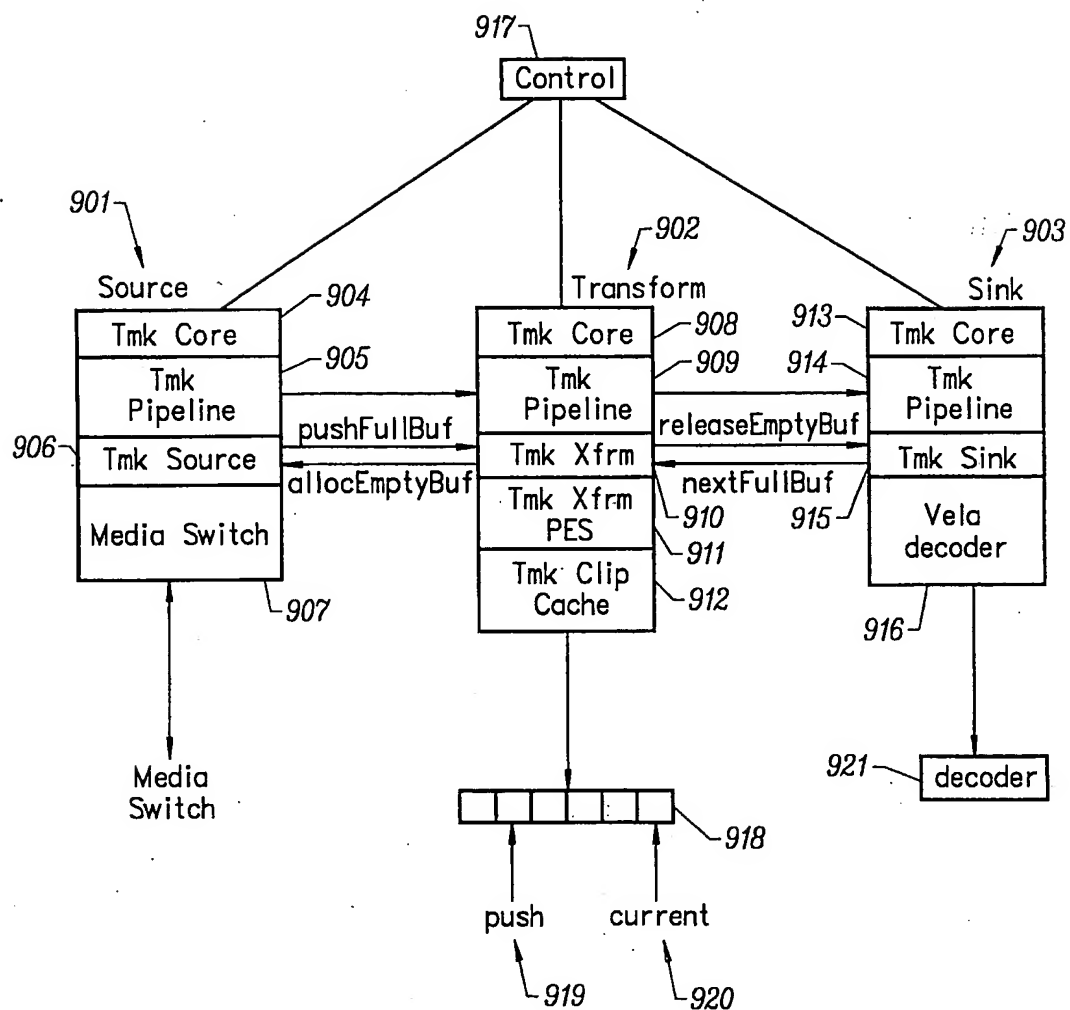 917
Control
901
902
903
Source
Transform
Sink
904
908
913
Tmk Core
Tmk Core
Tmk Core
905
909
914
Tmk
Pipeline
Tmk
Pipeline
Tmk
Pipeline
906
pushFullBuf
releaseEmptyBuf
Tmk Source
Tmk Xfrm
Tmk Sink
allocEmptyBuf
nextFullBuf
910
915
Media Switch
Tmk Xfrm
PES
Vela
decoder
911
Tmk Clip
Cache
912
907
916
Media
Switch
921
decoder
918
push
current
919
920